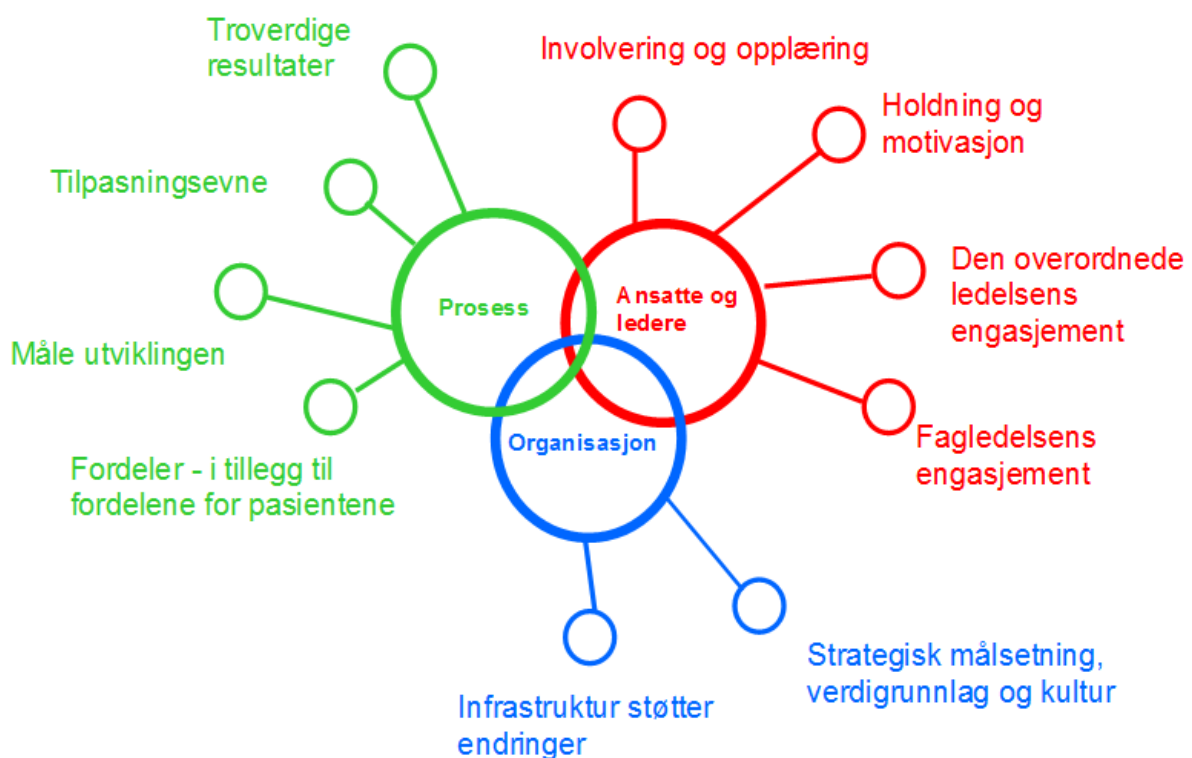 Troverdige
resultater
Involvering og opplæring
Holdning og
motivasjon
Tilpasningsevne
Den overordnede
ledelsens
engasjement
Prosess
Ansatte og
ledere
Måle utviklingen
Fagledelsens
engasjement
Organisasjon
Fordeler - i tillegg til
fordelene for pasientene
Strategisk målsetning,
verdigrunnlag og kultur
Infrastruktur støtter
endringer